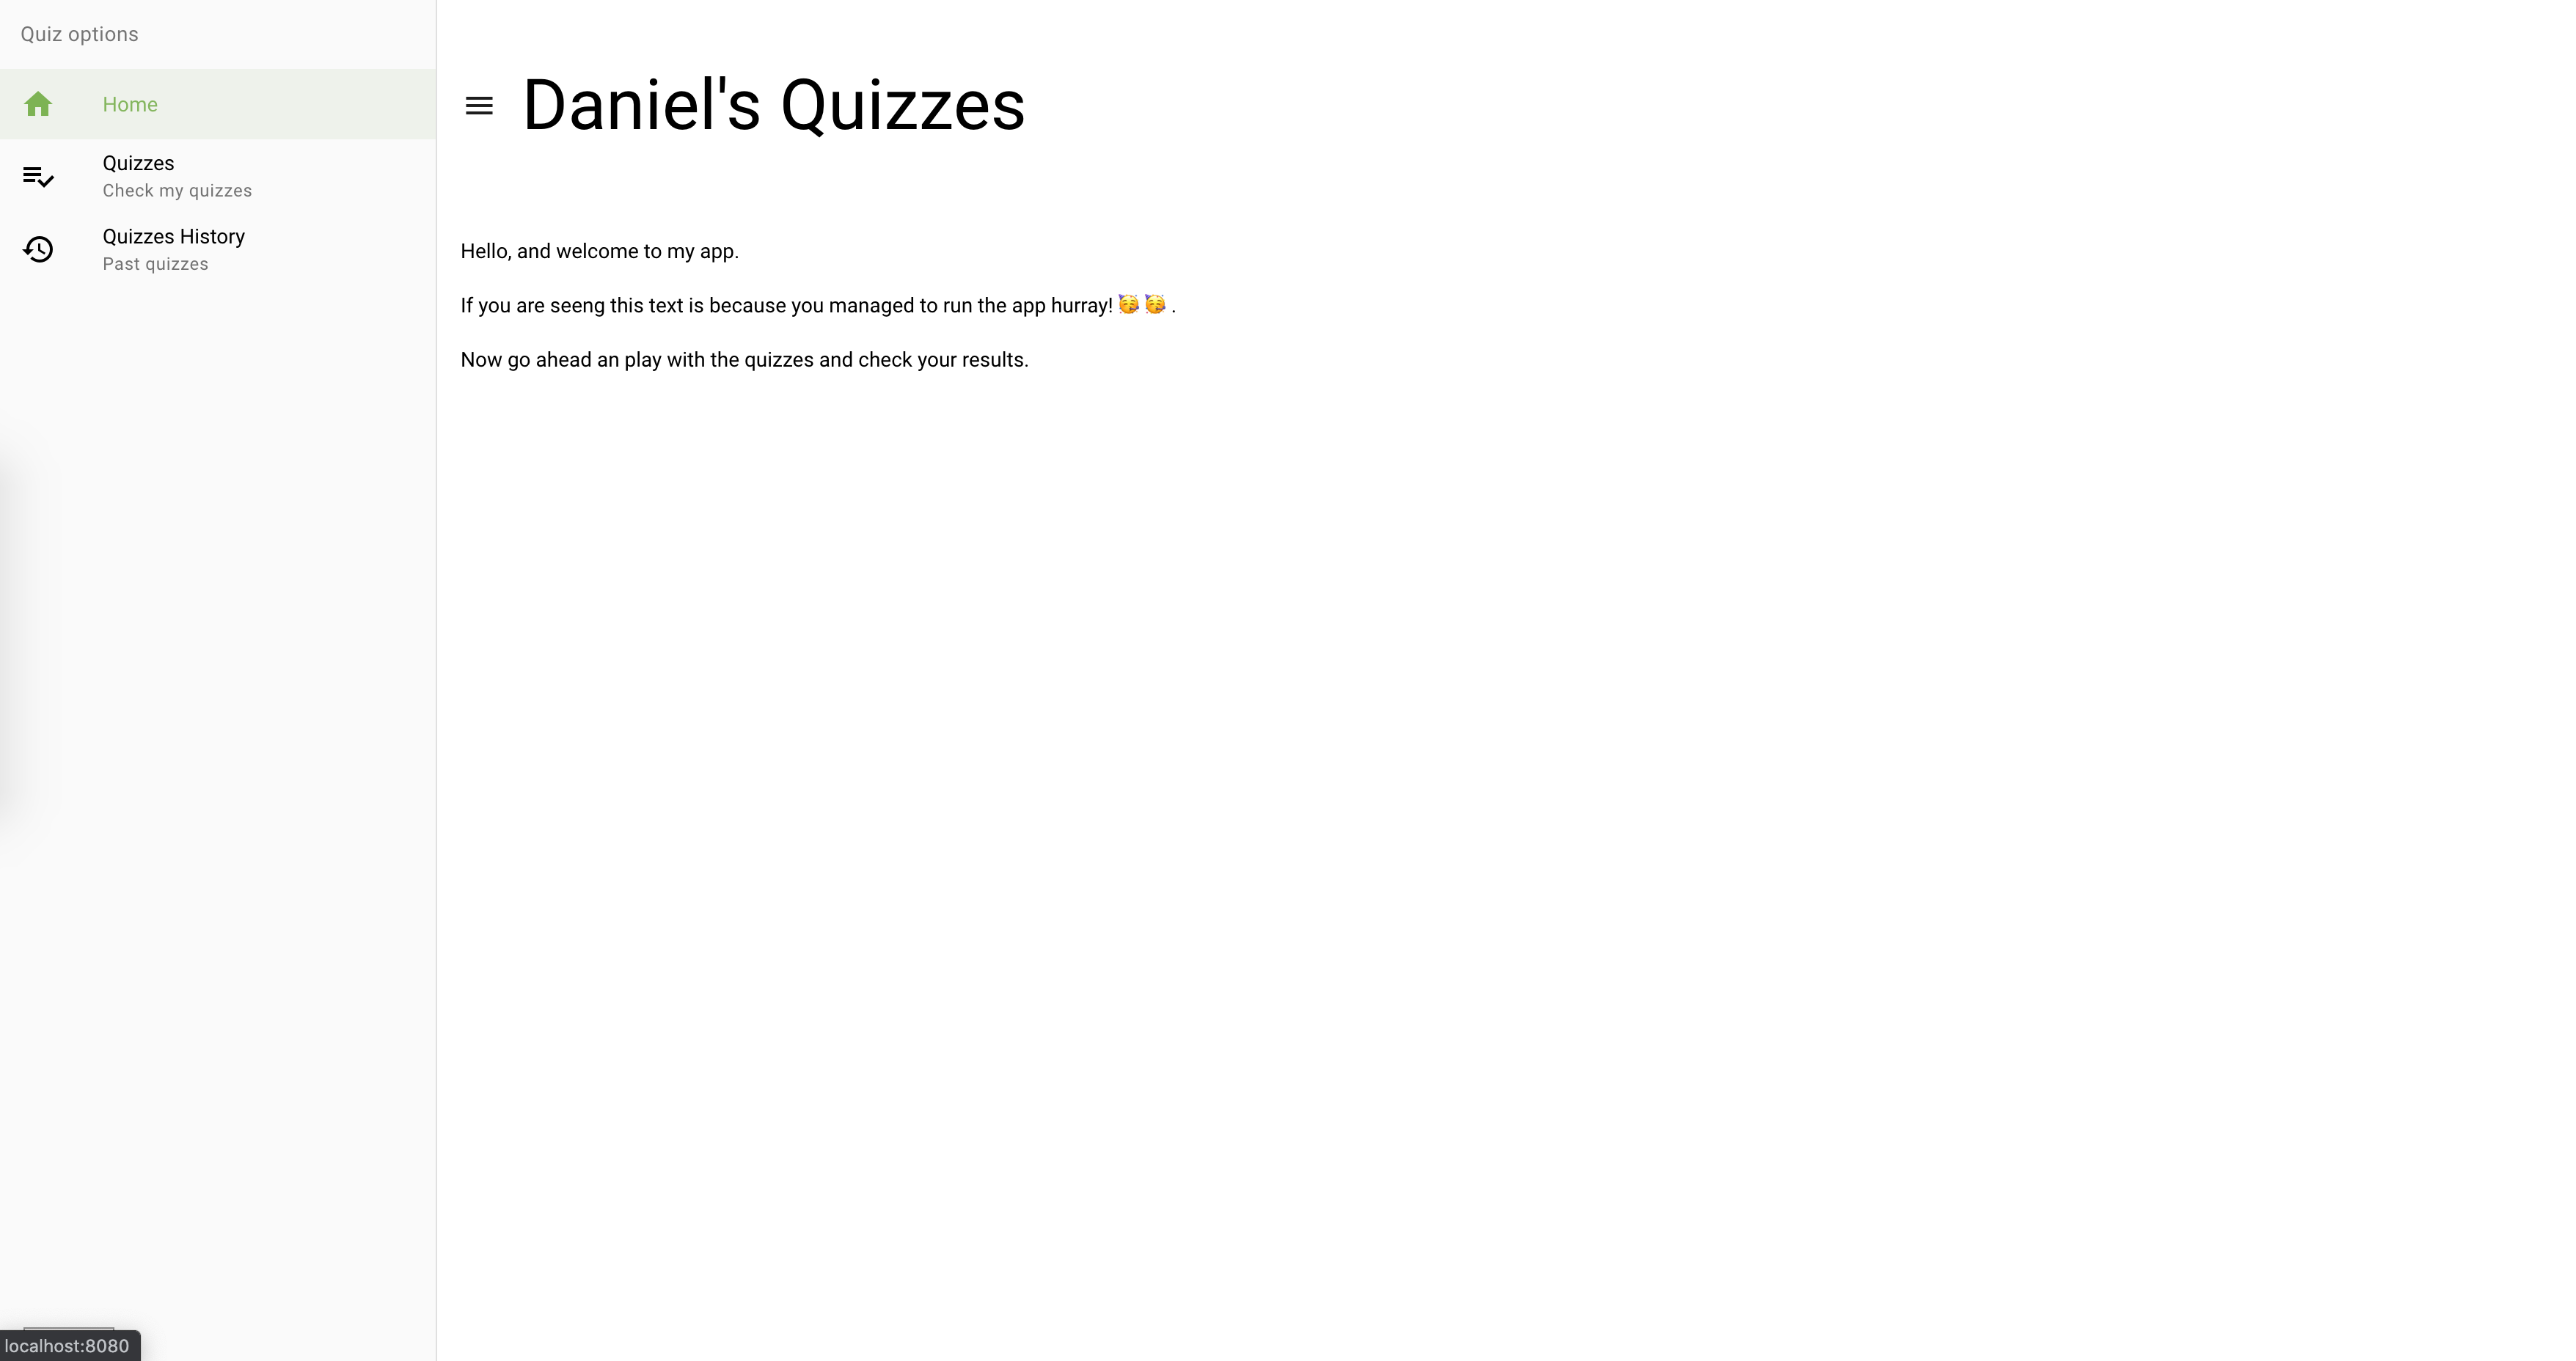 Quiz options
Home
Quizzes
Check my quizzes
Quizzes History
Past quizzes
Daniel's Quizzes
Hello, and welcome to my app.
If you are seeng this text is because you managed to run the app hurray! 🥳 🥳 .
Now go ahead an play with the quizzes and check your results.
localhost:8080